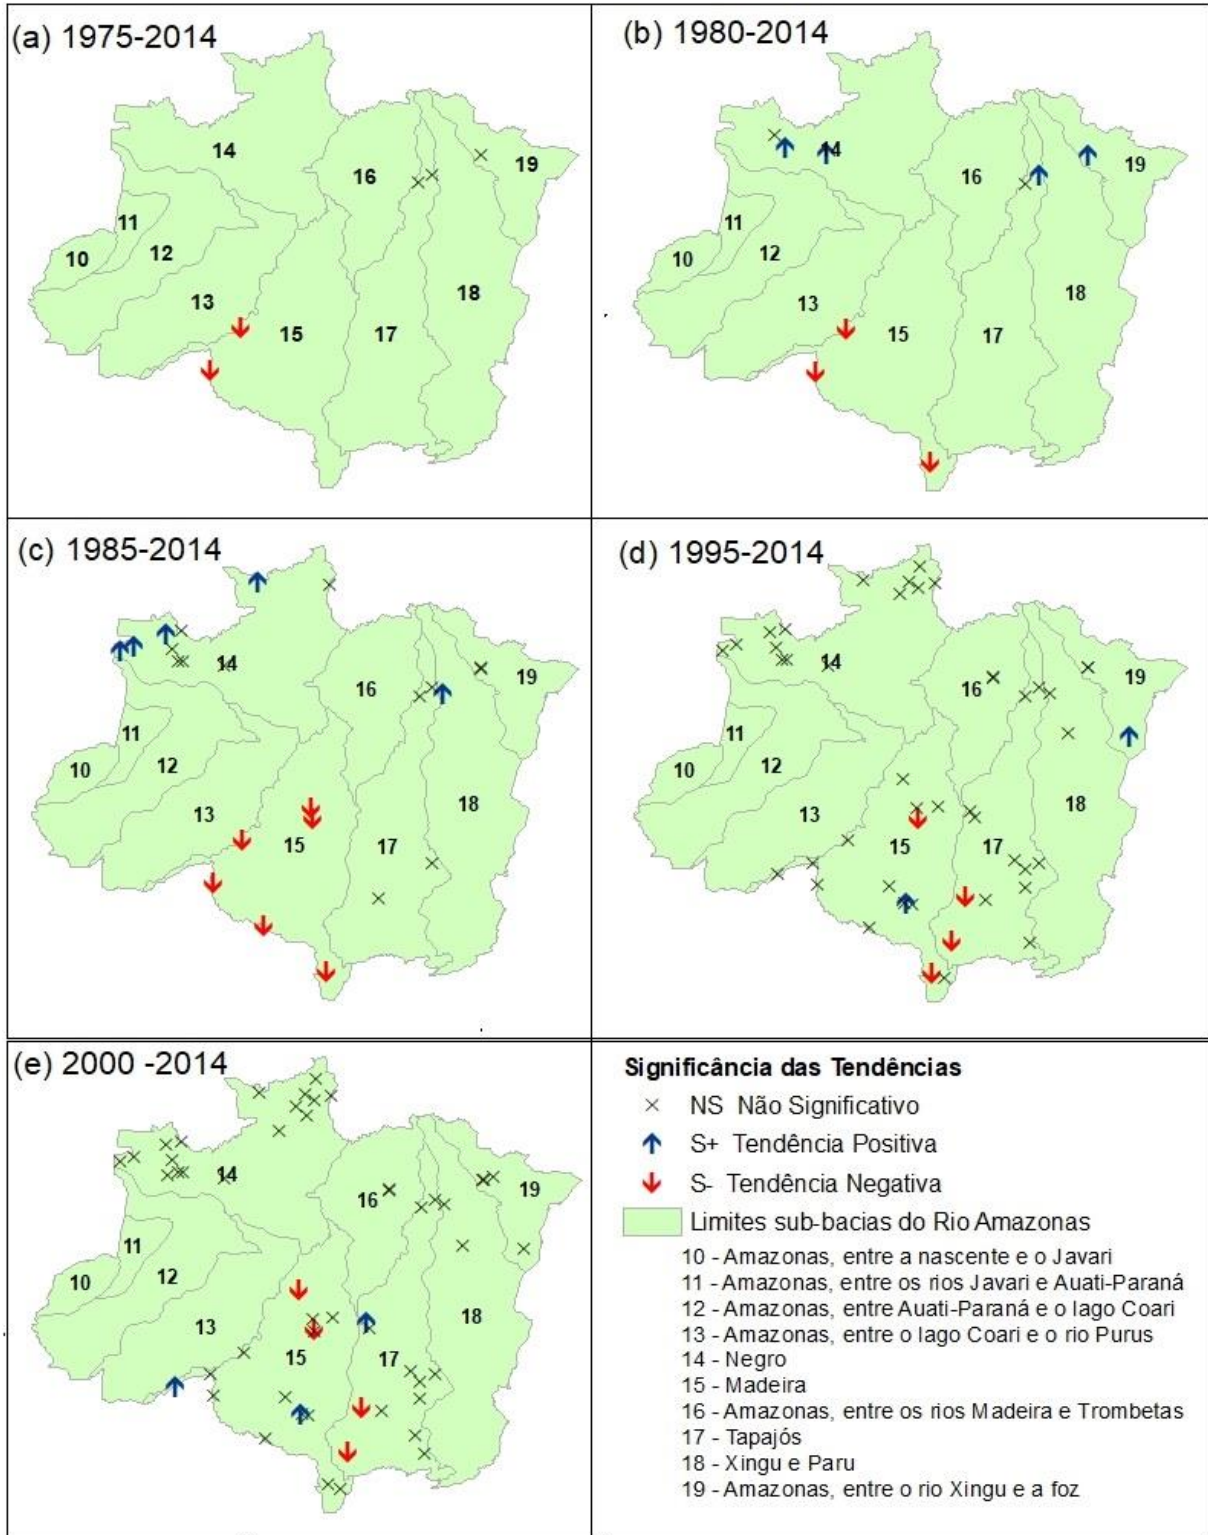 (a) 1975-2014
14
16
19
11
10
12
18
13
15
17
(b) 1980-2014
14
19
16
11
12
10
18
13
15
17
(c) 1985-2014
14
19
16
11
12
10
18
13
15
17
(d) 1995-2014
14
19
16
11
12
10
18
13
15
17
(e) 2000 -2014
14
19
16
11
12
10
18
13
15
17
Significância das Tendências
NS Não Significativo
S+ Tendência Positiva
S- Tendência Negativa
Limites sub-bacias do Rio Amazonas
10 - Amazonas, entre a nascente e o Javari
11 - Amazonas, entre os rios Javari e Auati-Paraná
12 - Amazonas, entre Auati-Paraná e o lago Coari
13 - Amazonas, entre o lago Coari e o rio Purus
14 - Negro
15 - Madeira
16 - Amazonas, entre os rios Madeira e Trombetas
17 - Tapajós
18 - Xingu e Paru
19 - Amazonas, entre o rio Xingu e a foz